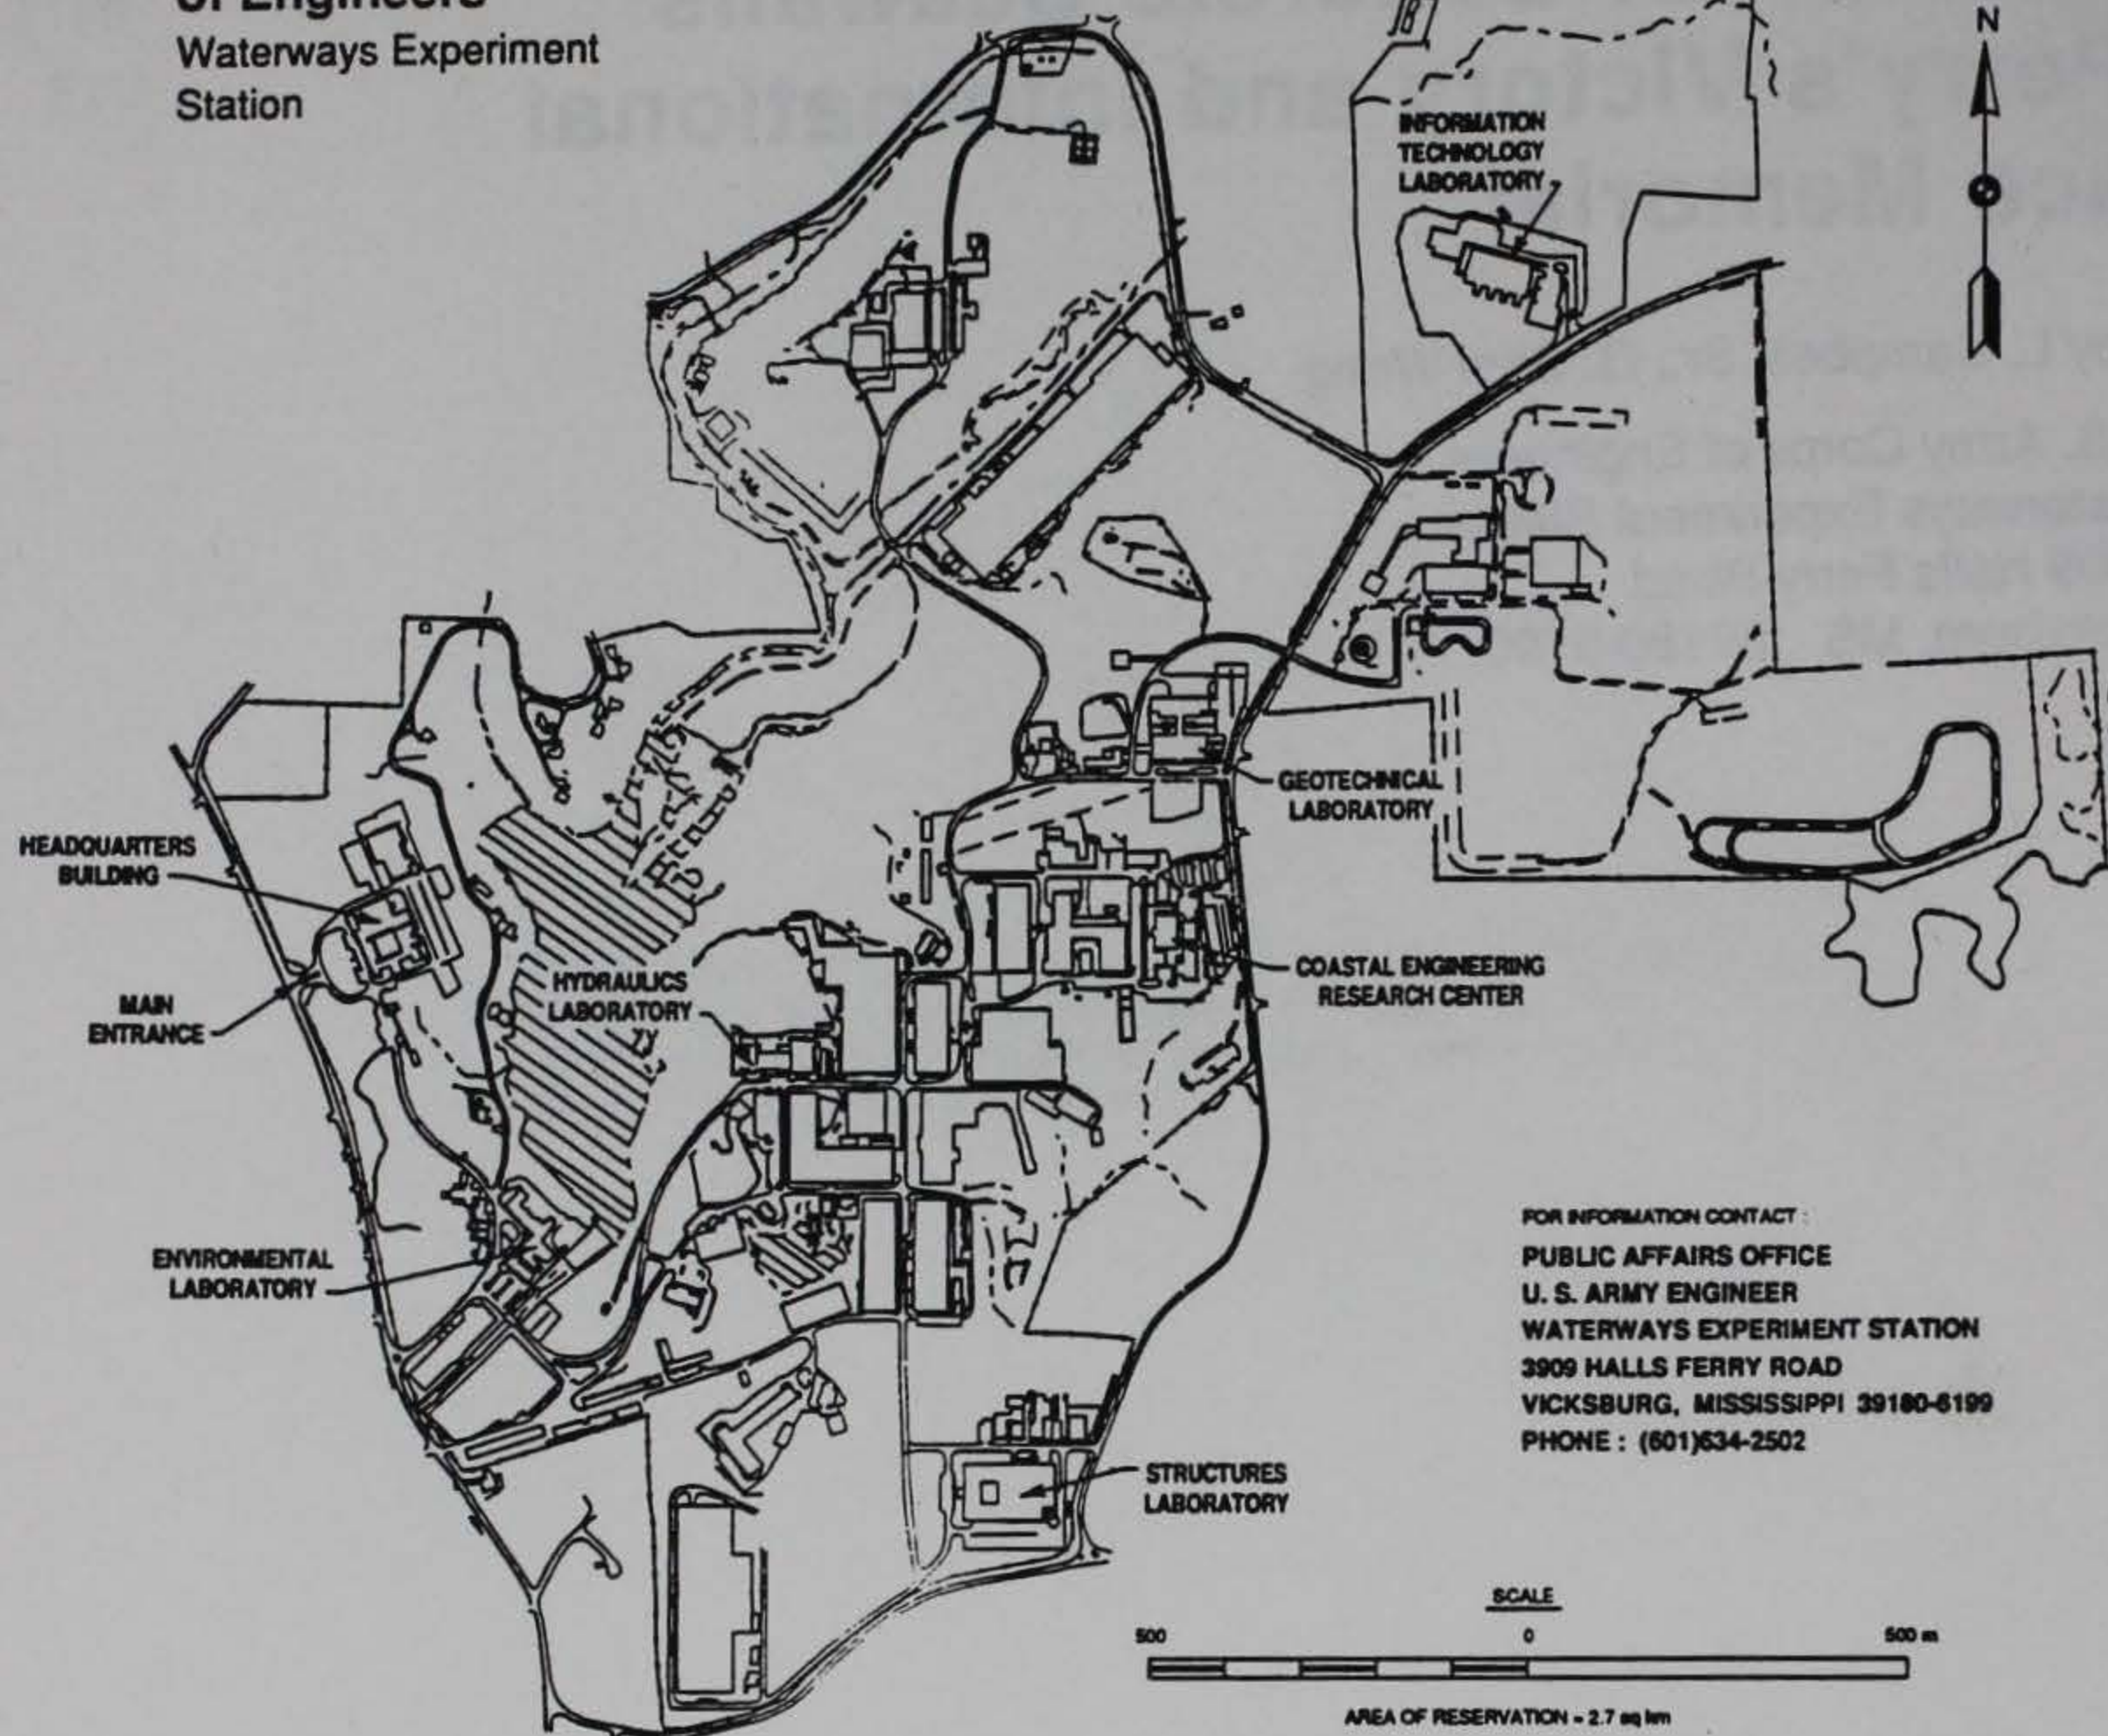 of Engineers
Waterways Experiment
Station
N
INFORMATION
TECHNOLOGY
LABORATORY
HEADQUARTERS
BUILDING
MAIN
ENTRANCE
HYDRAULICS
LABORATORY
GEOTECHNICAL
LABORATORY
COASTAL ENGINEERING
RESEARCH CENTER
ENVIRONMENTAL
LABORATORY
STRUCTURES
LABORATORY
FOR INFORMATION CONTACT :
PUBLIC AFFAIRS OFFICE
U. S. ARMY ENGINEER
WATERWAYS EXPERIMENT STATION
3909 HALLS FERRY ROAD
VICKSBURG, MISSISSIPPI 39180-6199
PHONE : (601)634-2502
SCALE
500 0 500 m
AREA OF RESERVATION = 2.7 sq km